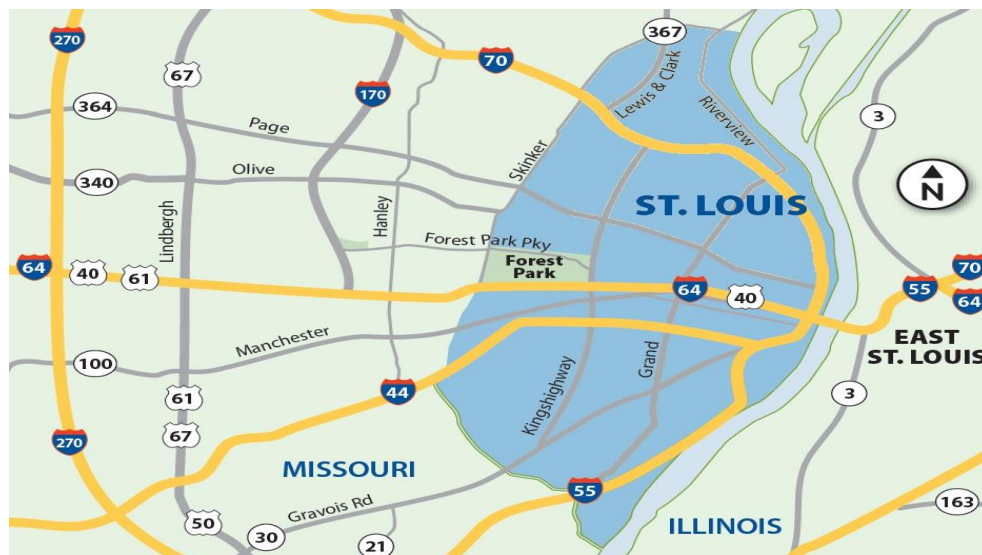 270
67
70
367
364
170
Lewis & Clark
Riverview
3
Page
Skinker
340
Olive
Lindbergh
Hanley
ST. LOUIS
N
Forest Park Pky
Forest
Park
64
40
61
64
40
70
55
64
Manchester
EAST
ST. LOUIS
100
Grand
Kingshighway
44
61
3
67
270
MISSOURI
55
Gravois Rd
50
30
21
ILLINOIS
163